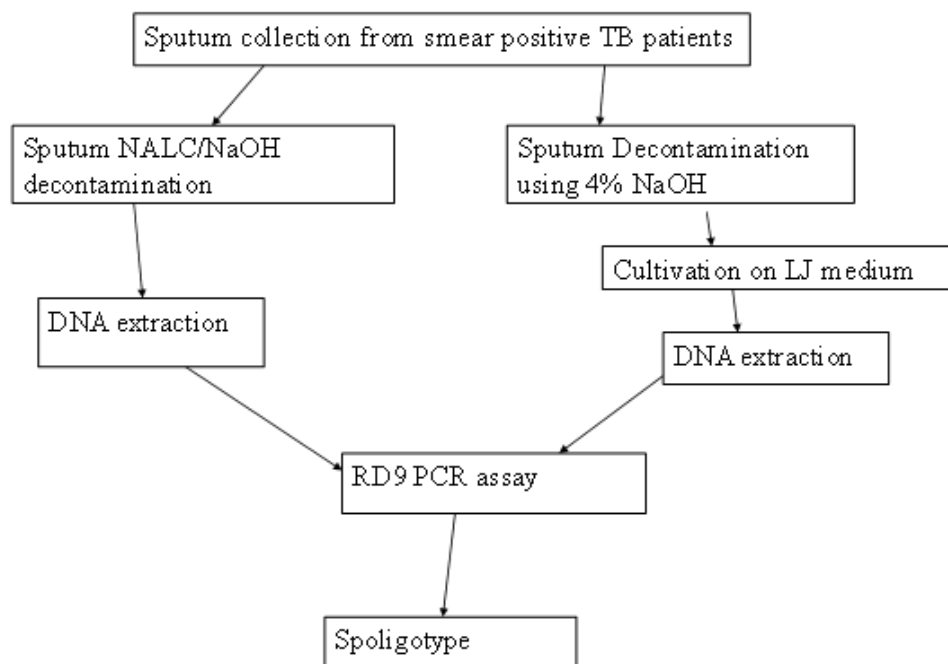 Sputum collection from smear positive TB patients
Sputum NALC/NaOH
decontamination
Sputum Decontamination
using 4% NaOH
Cultivation on LJ medium
DNA extraction
DNA extraction
RD9 PCR assay
Spoligotype